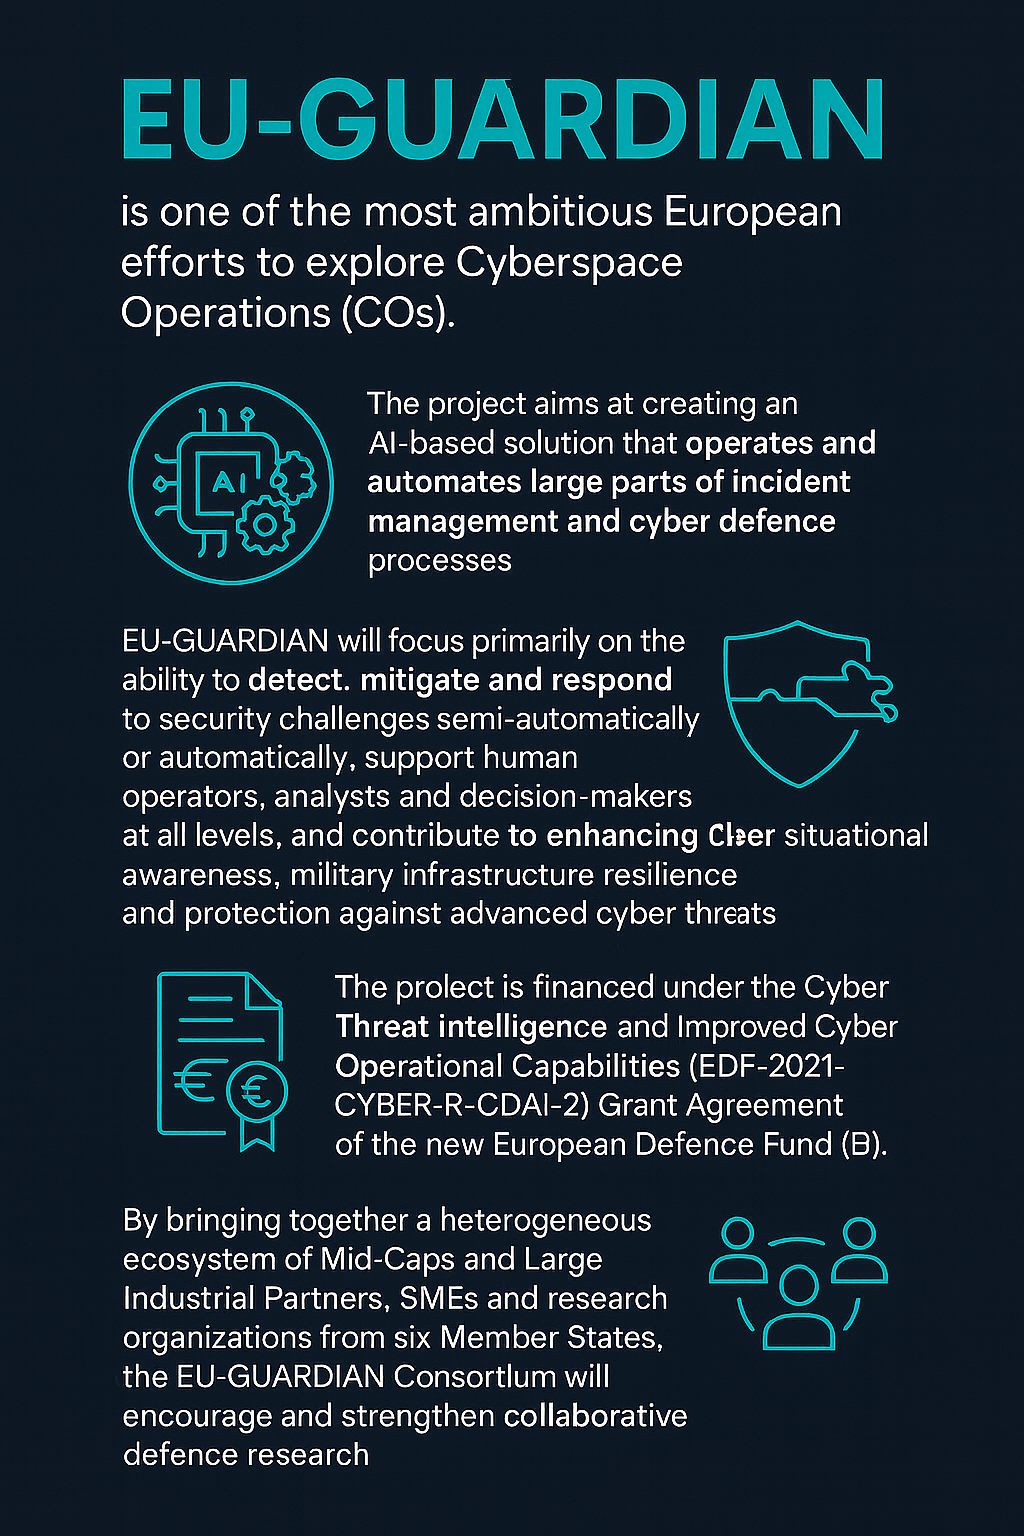 EU-GUARDIAN
is one of the most ambitious European
efforts to explore Cyberspace
Operations (COs).
AI
The project aims at creating an
AI-based solution that operates and
automates large parts of incident
management and cyber defence
processes
EU-GUARDIAN will focus primarily on the
ability to detect. mitigate and respond
to security challenges semi-automatically
or automatically, support human
operators, analysts and decision-makers
at all levels, and contribute to enhancing situational
awareness, military infrastructure resilience
and protection against advanced cyber threats
€
€
The prolect is financed under the Cyber
Threat intelligence and Improved Cyber
Operational Capabilities (EDF-2021-
CYBER-R-CDAI-2) Grant Agreement
of the new European Defence Fund (B).
By bringing together a heterogeneous
ecosystem of Mid-Caps and Large
Industrial Partners, SMEs and research
organizations from six Member States,
the EU-GUARDIAN Consortlum will
encourage and strengthen collaborative
defence research